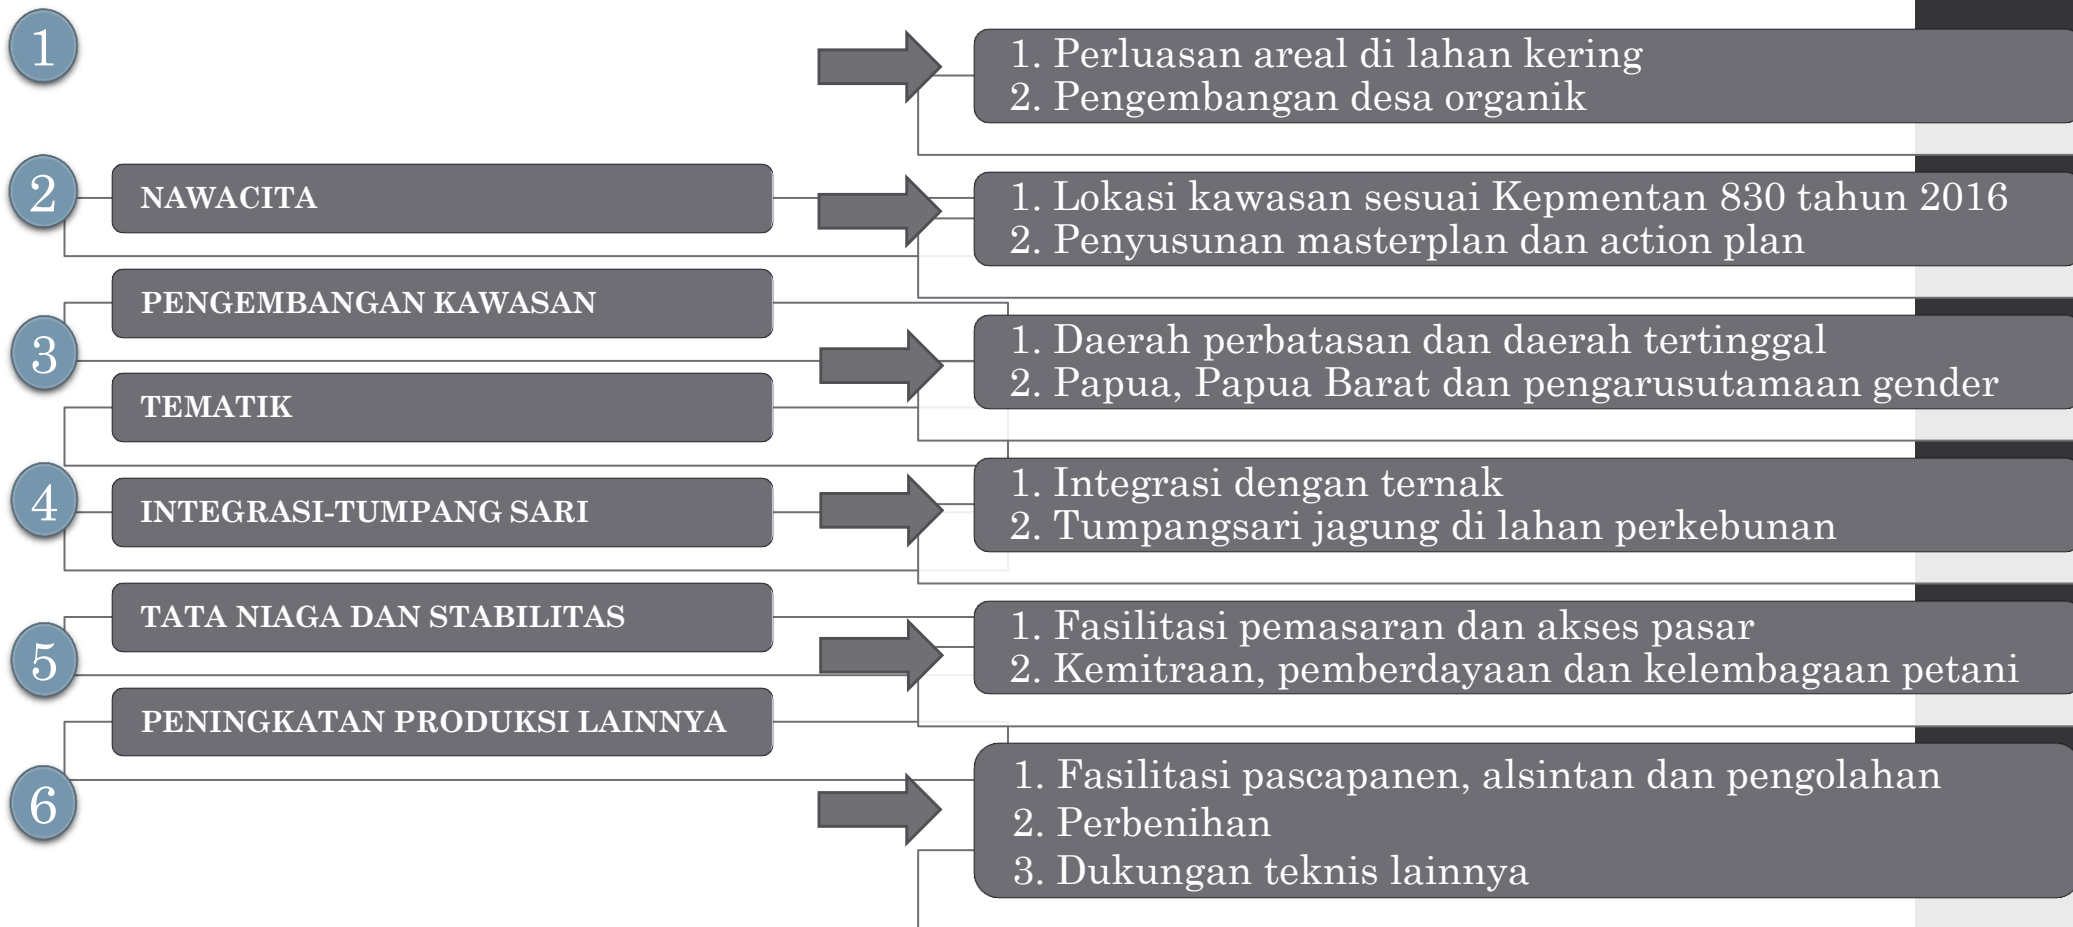 1
1. Perluasan areal di lahan kering
2. Pengembangan desa organik
2
NAWACITA
1. Lokasi kawasan sesuai Kepmentan 830 tahun 2016
2. Penyusunan masterplan dan action plan
PENGEMBANGAN KAWASAN
3
1. Daerah perbatasan dan daerah tertinggal
2. Papua, Papua Barat dan pengarusutamaan gender
TEMATIK
4
INTEGRASI-TUMPANG SARI
1. Integrasi dengan ternak
2. Tumpangsari jagung di lahan perkebunan
TATA NIAGA DAN STABILITAS
5
1. Fasilitasi pemasaran dan akses pasar
2. Kemitraan, pemberdayaan dan kelembagaan petani
PENINGKATAN PRODUKSI LAINNYA
6
1. Fasilitasi pascapanen, alsintan dan pengolahan
2. Perbenihan
3. Dukungan teknis lainnya